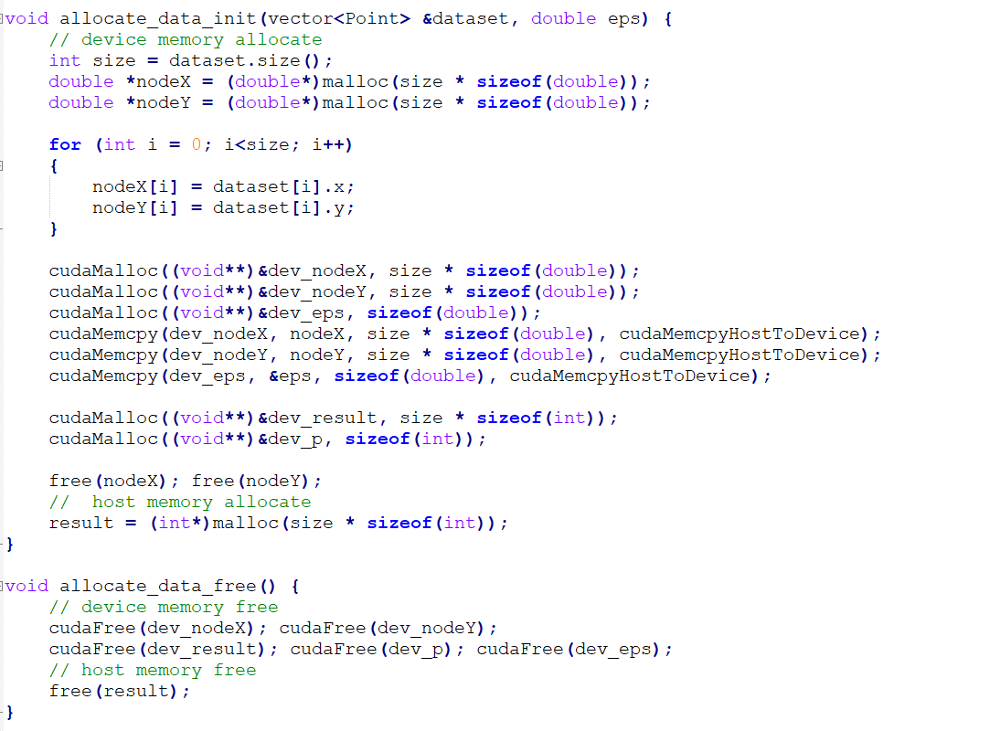 void allocate_data_init(vector<Point> &dataset, double eps) {
    // device memory allocate
    int size = dataset.size();
    double *nodeX = (double*)malloc(size * sizeof(double));
    double *nodeY = (double*)malloc(size * sizeof(double));

    for (int i = 0; i<size; i++)
    {
        nodeX[i] = dataset[i].x;
        nodeY[i] = dataset[i].y;
    }

    cudaMalloc((void**)&dev_nodeX, size * sizeof(double));
    cudaMalloc((void**)&dev_nodeY, size * sizeof(double));
    cudaMalloc((void**)&dev_eps, sizeof(double));
    cudaMemcpy(dev_nodeX, nodeX, size * sizeof(double), cudaMemcpyHostToDevice);
    cudaMemcpy(dev_nodeY, nodeY, size * sizeof(double), cudaMemcpyHostToDevice);
    cudaMemcpy(dev_eps, &eps, sizeof(double), cudaMemcpyHostToDevice);

    cudaMalloc((void**)&dev_result, size * sizeof(int));
    cudaMalloc((void**)&dev_p, sizeof(int));

    free(nodeX); free(nodeY);
    //  host memory allocate
    result = (int*)malloc(size * sizeof(int));
}

void allocate_data_free() {
    // device memory free
    cudaFree(dev_nodeX); cudaFree(dev_nodeY);
    cudaFree(dev_result); cudaFree(dev_p); cudaFree(dev_eps);
    // host memory free
    free(result);
}